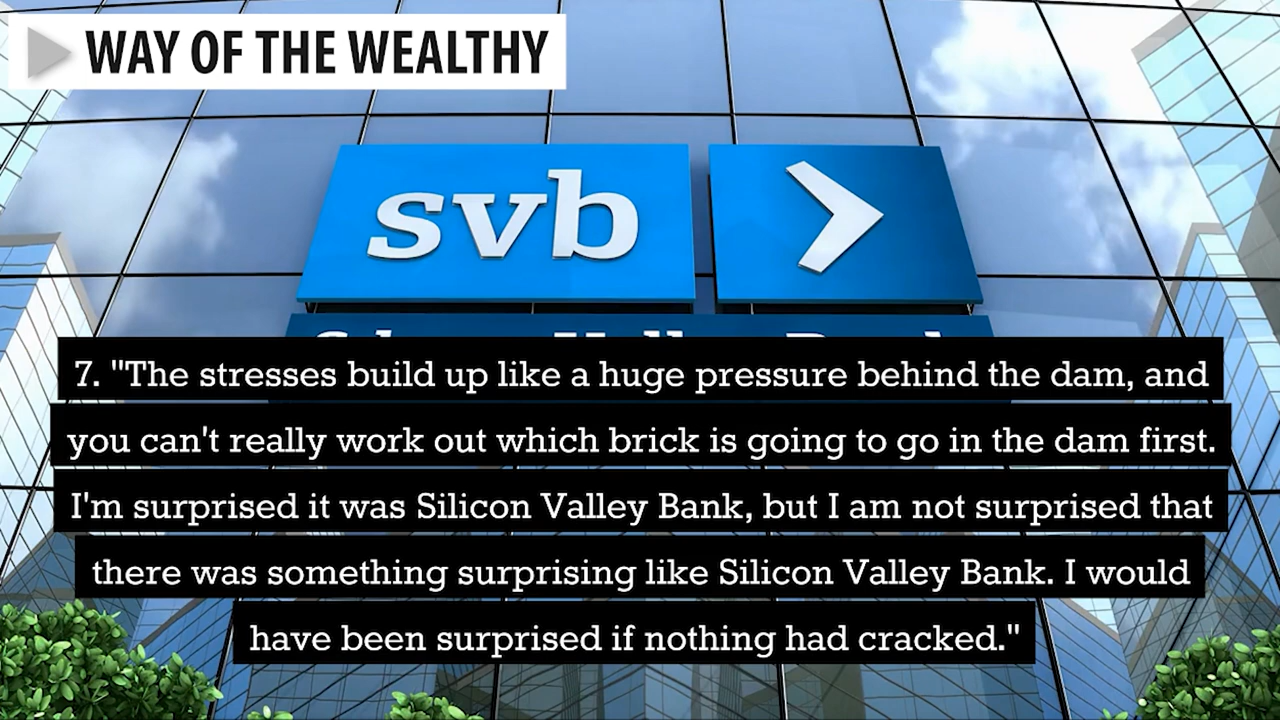 WAY OF THE WEALTHY
svb
7. "The stresses build up like a huge pressure behind the dam, and
you can't really work out which brick is going to go in the dam first.
I'm surprised it was Silicon Valley Bank, but I am not surprised that
there was something surprising like Silicon Valley Bank. I would
have been surprised if nothing had cracked."